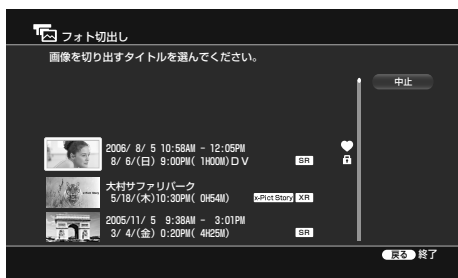 フォト切出し
画像を切り出すタイトルを選んでください。
中止
2006/ 8/ 5 10:58AM - 12:05PM
8/ 6/(日) 9:00PM( 1H00M)DV SR
大村サファリパーク
5/18/(木)10:30PM( 0H54M) x-Pict Story XR
2005/11/ 5 9:38AM - 3:01PM
3/ 4/(金) 0:20PM( 4H25M) SR
戻る 終了